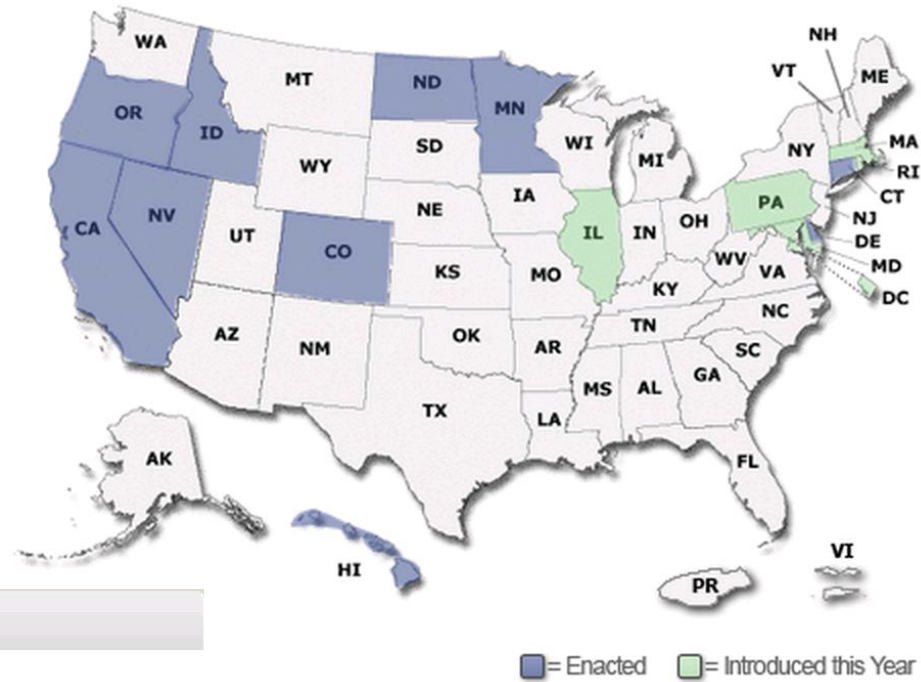 NH
WA
VT
ME
MT
ND
MN
OR
ID
MA
NY
WI
SD
MI
RI
WY
CT
IA
PA
NE
NV
NJ
CA
UT
IL
IN
OH
DE
CO
WV
MD
KS
MO
VA
KY
DC
NC
TN
AZ
NM
OK
AR
SC
GA
MS
AL
TX
LA
AK
FL
VI
HI
PR
= Enacted
= Introduced this Year